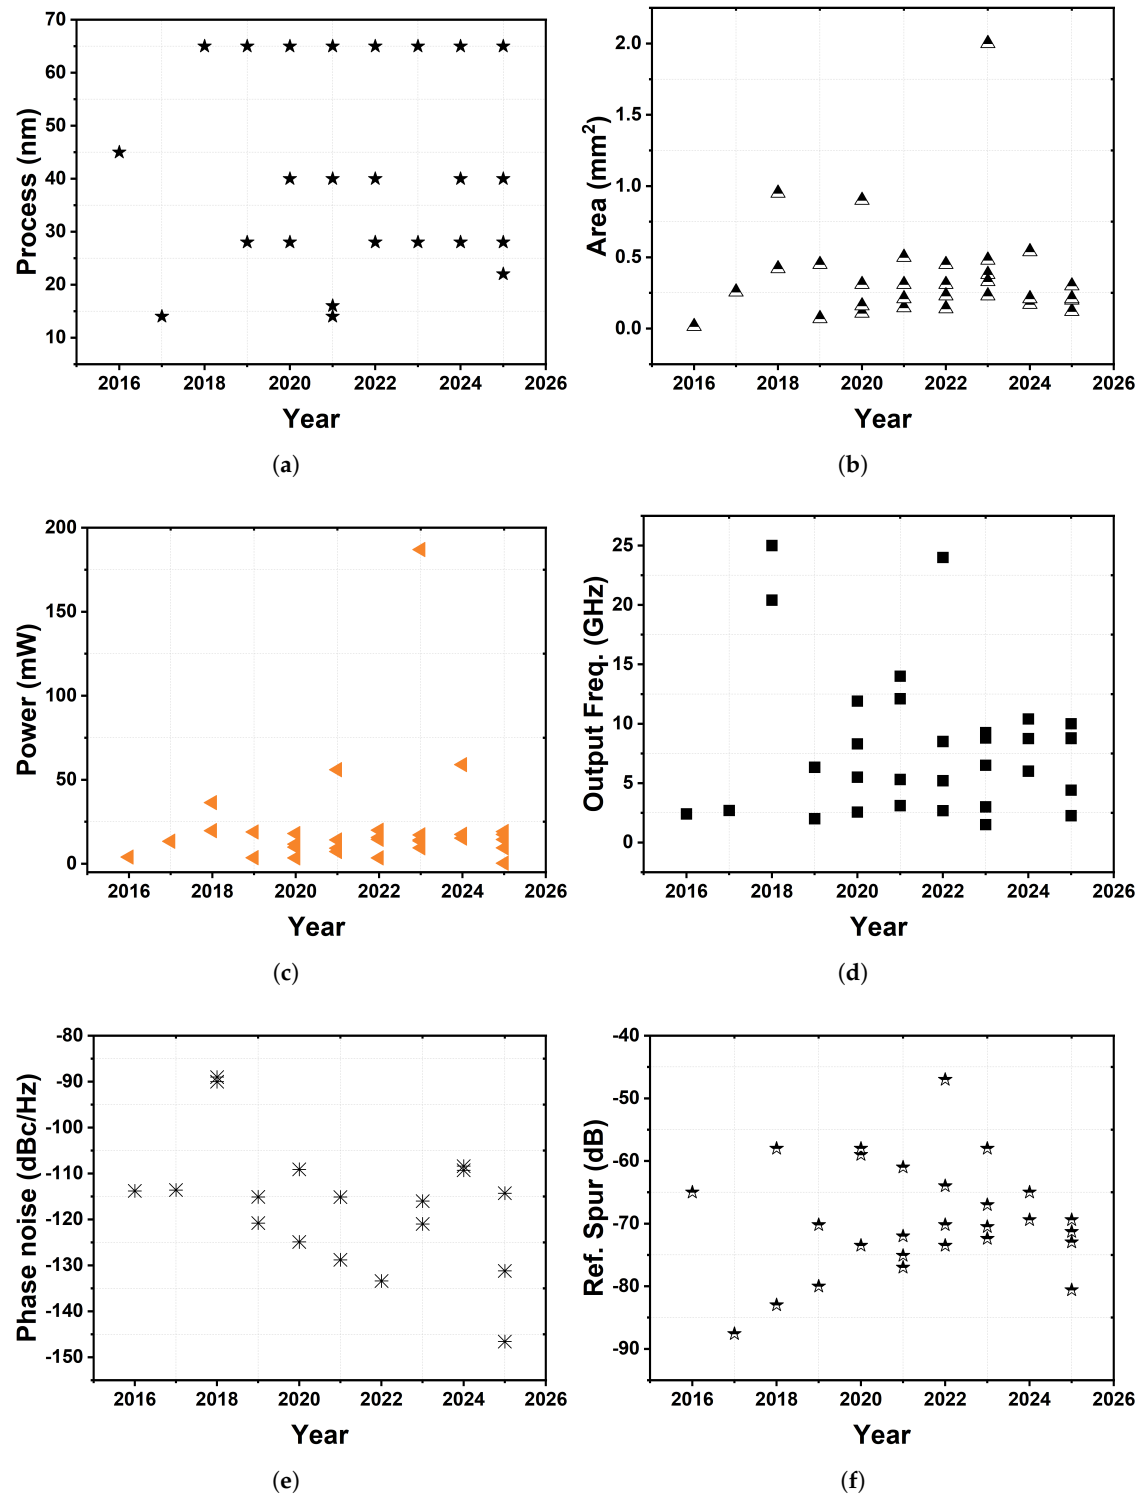 70
60
50
40
30
20
10
Process (nm)
2016 2018 2020 2022 2024 2026
Year
(a)
2.0
1.5
1.0
0.5
0.0
Area (mm²)
2016 2018 2020 2022 2024 2026
Year
(b)
200
150
100
50
0
Power (mW)
2016 2018 2020 2022 2024 2026
Year
(c)
25
20
15
10
5
0
Output Freq. (GHz)
2016 2018 2020 2022 2024 2026
Year
(d)
-80
-90
-100
-110
-120
-130
-140
-150
Phase noise (dBc/Hz)
2016 2018 2020 2022 2024 2026
Year
(e)
-40
-50
-60
-70
-80
-90
Ref. Spur (dB)
2016 2018 2020 2022 2024 2026
Year
(f)